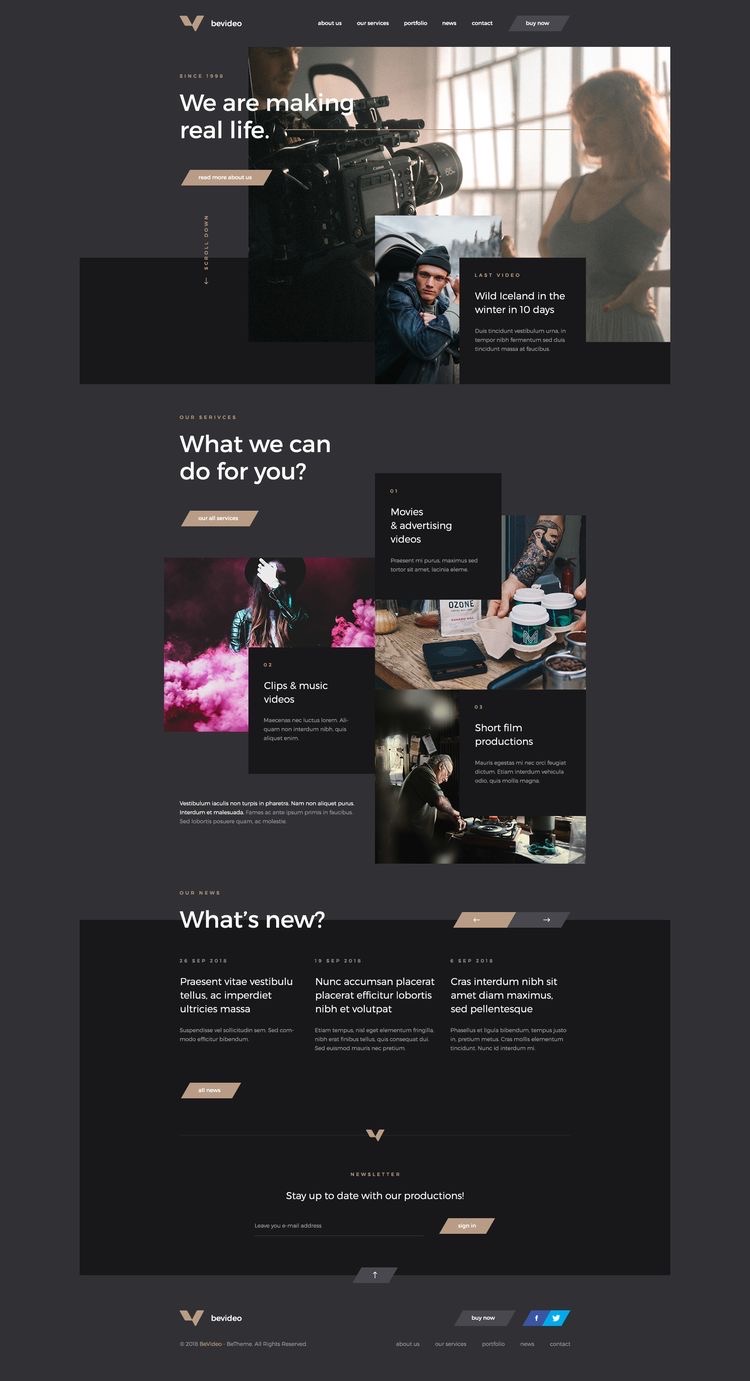 bevideo
about us our services portfolio news contact buy now
SINCE 1998
We are making
real life.
read more about us
SCROLL DOWN
Canon
LAST VIDEO
Wild Iceland in the
winter in 10 days
Duis tincidunt vestibulum urna, in
tempor nibh fermentum sed duis
tincidunt massa at faucibus.
OUR SERIVCES
What we can
do for you?
our all services
01
Movies
& advertising
videos
Praesent mi purus, maximus sed
tortor sit amet, lacinia eleme.
OZONE
02
Clips & music
videos
Maecenas nec luctus lorem. Ali-
quam non interdum nibh, quis
aliquet enim.
03
Short film
productions
Mauris egestas mi nec orci feugiat
dictum. Etiam interdum vehicula
odio, quis molla magna.
Vestibulum iaculis non turpis in pharetra. Nam non aliquet purus.
Interdum et malesuada. Fames ac ante ipsum primis in faucibus.
Sed lobortis posuere quam, ac molestie.
OUR NEWS
What's new?
26 SEP 2018
Praesent vitae vestibulu
tellus, ac imperdiet
ultricies massa
Suspendisse vel sollicitudin sem. Sed com-
modo efficitur bibendum.
19 SEP 2018
Nunc accumsan placerat
placerat efficitur lobortis
nibh et volutpat
Etiam tempus, nisl eget elementum fringilla,
nibh erat finibus tellus, quis consequat dui.
Sed euismod mauris nec pretium.
6 SEP 2018
Cras interdum nibh sit
amet diam maximus,
sed pellentesque
Phasellus et ligula bibendum, tempus justo
in, pretium metus. Cras mollis elementum
tincidunt. Nunc id interdum mi.
all news
NEWSLETTER
Stay up to date with our productions!
Leave you e-mail address
sign in
bevideo
buy now
f
© 2018 BeVideo - BeTheme. All Rights Reserved
about us our services portfolio news contact